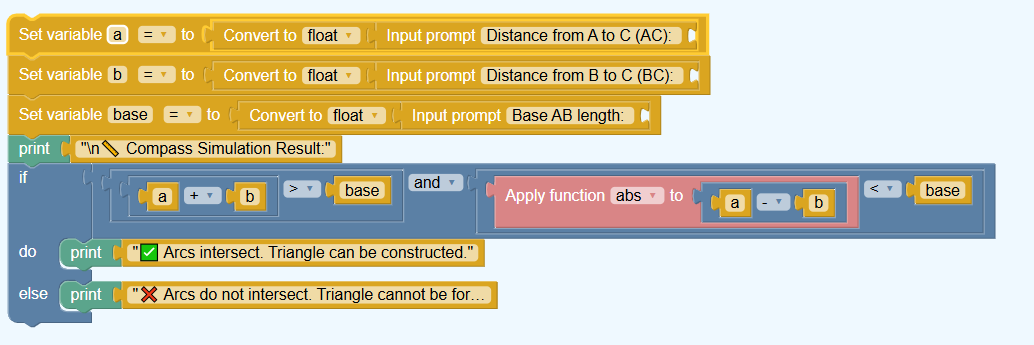 Set variable a = to Convert to float Input prompt Distance from A to C (AC):
Set variable b = to Convert to float Input prompt Distance from B to C (BC):
Set variable base = to Convert to float Input prompt Base AB length:
print "\n📏 Compass Simulation Result:"
if a + b > base and Apply function abs to a - b < base
do print "✅ Arcs intersect. Triangle can be constructed."
else print "❌ Arcs do not intersect. Triangle cannot be for...